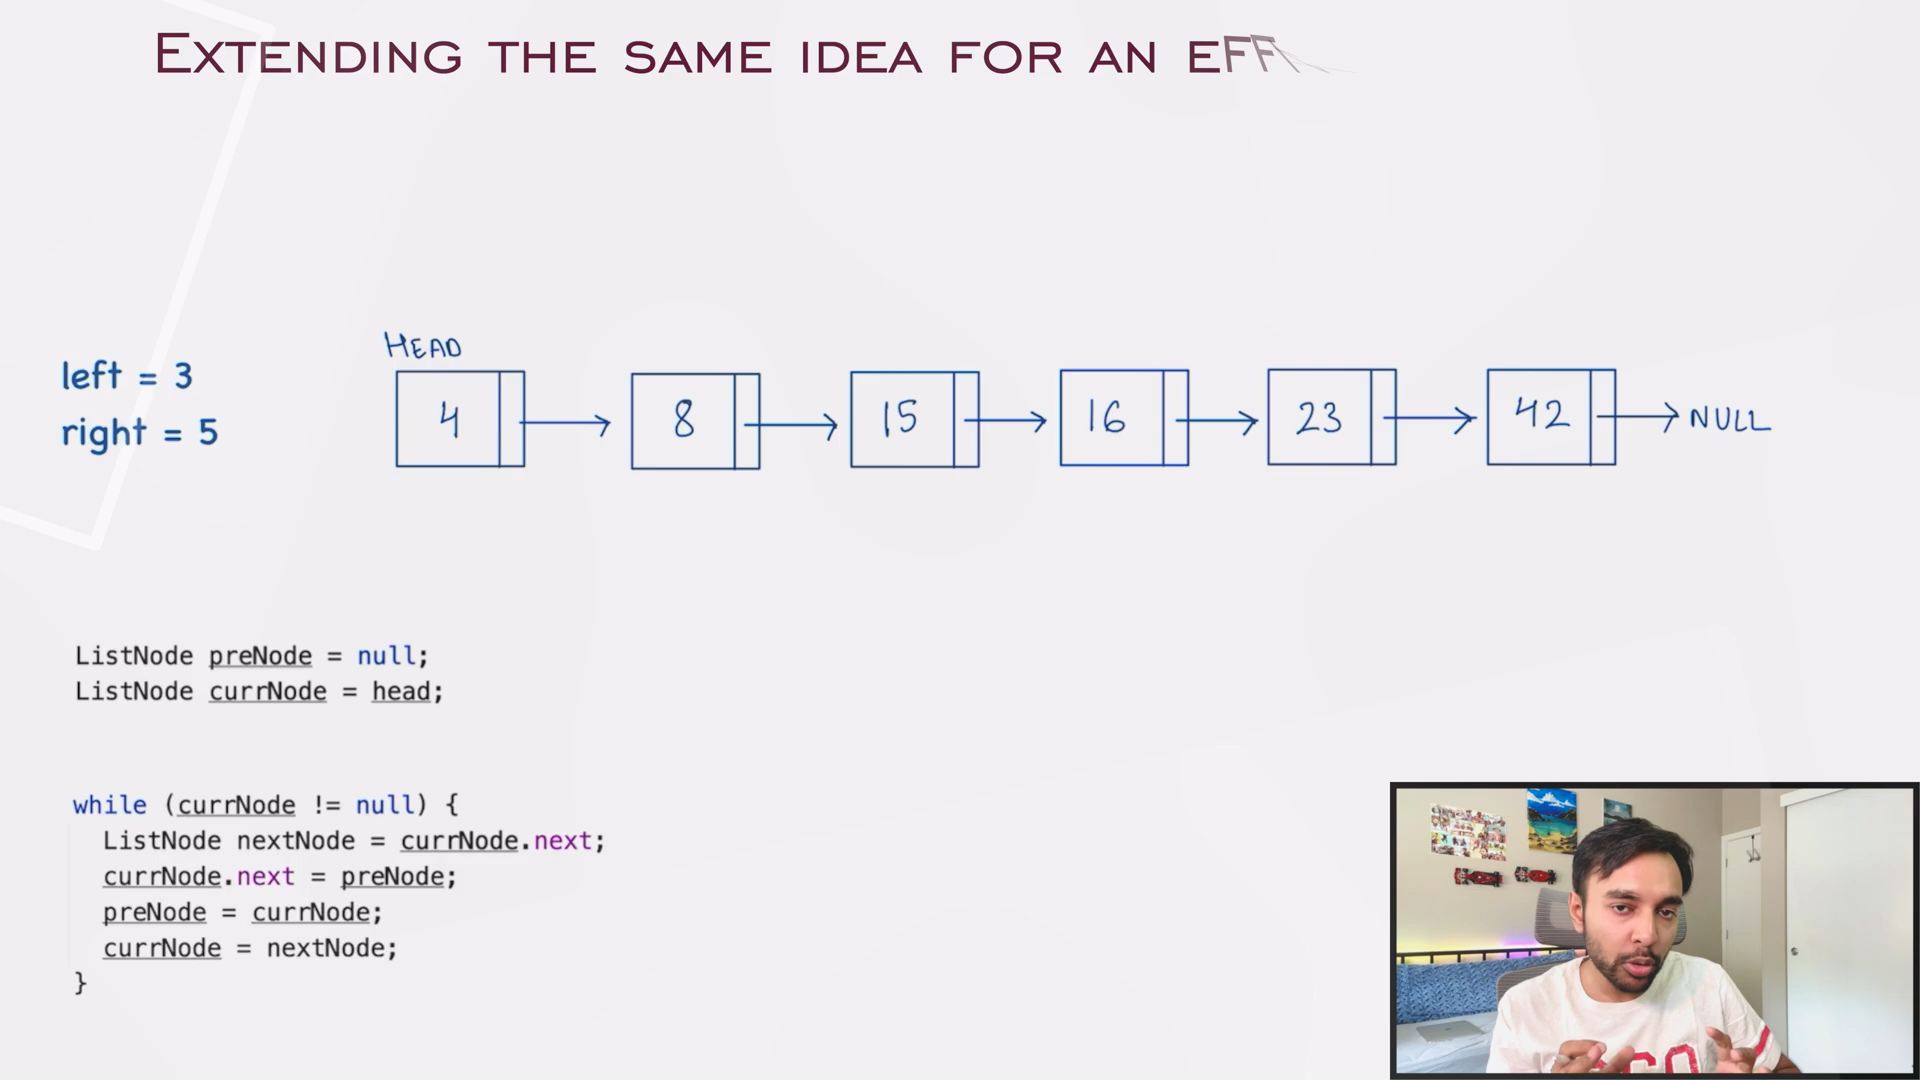 EXTENDING THE SAME IDEA FOR AN EFF
left = 3
right = 5
HEAD
4 8 15 16 23 42 NULL
ListNode preNode = null;
ListNode currNode = head;
while (currNode != null) {
ListNode nextNode = currNode.next;
currNode.next = preNode;
preNode = currNode;
currNode = nextNode;
}